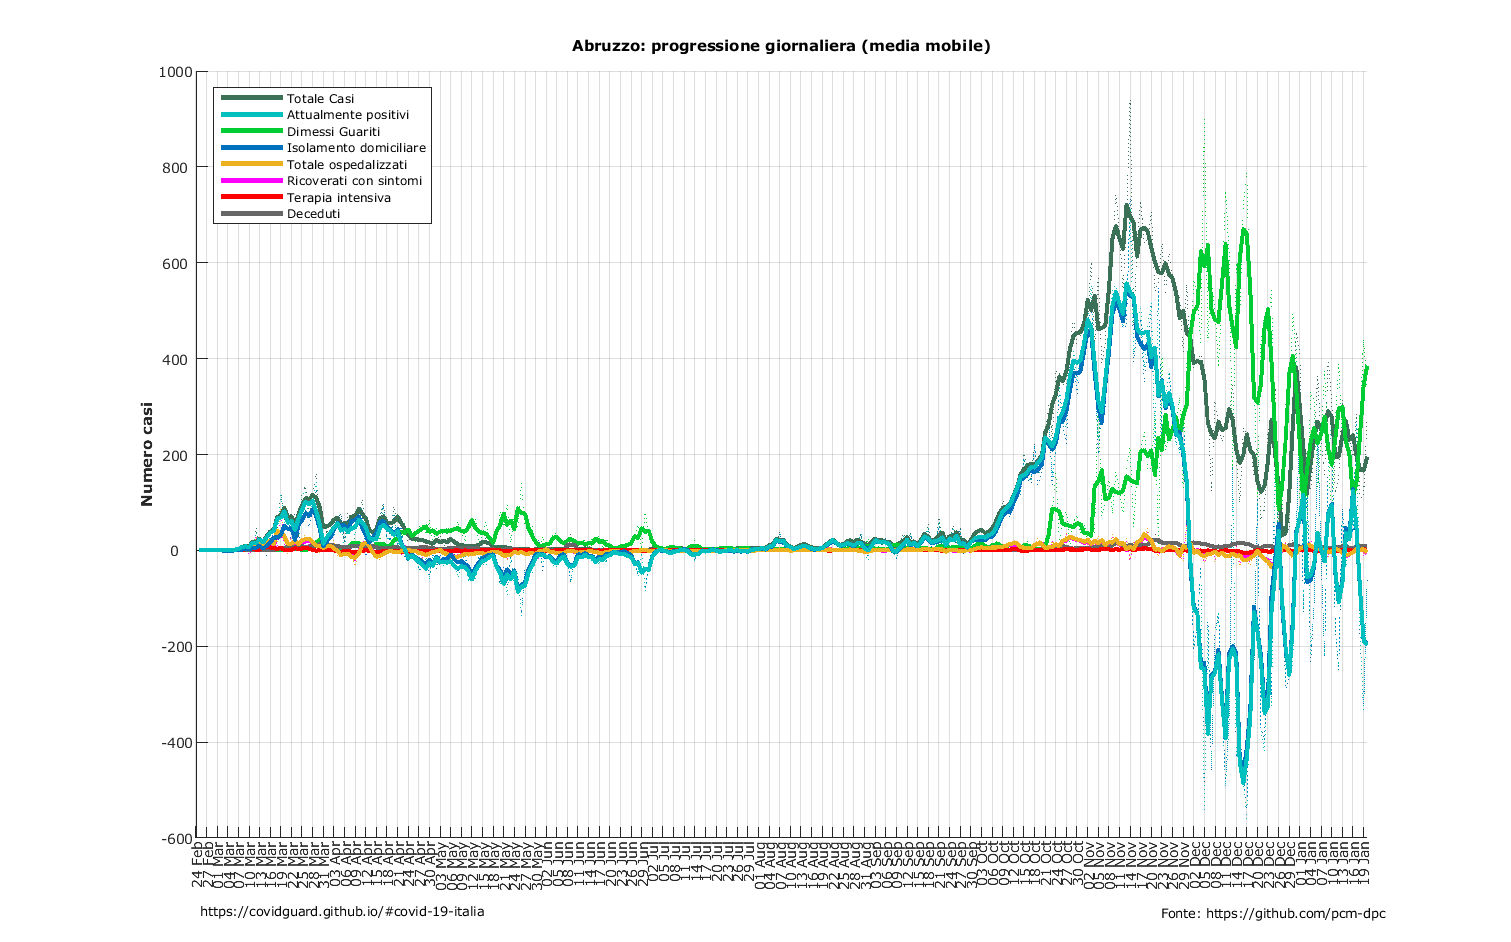 Abruzzo: progressione giornaliera (media mobile)
1000
800
600
400
200
0
-200
-400
-600
Numero casi
Totale Casi
Attualmente positivi
Dimessi Guariti
Isolamento domiciliare
Totale ospedalizzati
Ricoverati con sintomi
Terapia intensiva
Deceduti
24 Feb
27 Feb
01 Mar
04 Mar
07 Mar
10 Mar
13 Mar
16 Mar
19 Mar
22 Mar
25 Mar
28 Mar
31 Mar
03 Apr
06 Apr
09 Apr
12 Apr
15 Apr
18 Apr
21 Apr
24 Apr
27 Apr
30 Apr
03 May
06 May
09 May
12 May
15 May
18 May
21 May
24 May
27 May
30 May
02 Jun
05 Jun
08 Jun
11 Jun
14 Jun
17 Jun
20 Jun
23 Jun
26 Jun
29 Jun
02 Jul
05 Jul
08 Jul
11 Jul
14 Jul
17 Jul
20 Jul
23 Jul
26 Jul
29 Jul
01 Aug
04 Aug
07 Aug
10 Aug
13 Aug
16 Aug
19 Aug
22 Aug
25 Aug
28 Aug
31 Aug
03 Sep
06 Sep
09 Sep
12 Sep
15 Sep
18 Sep
21 Sep
24 Sep
27 Sep
30 Sep
03 Oct
06 Oct
09 Oct
12 Oct
15 Oct
18 Oct
21 Oct
24 Oct
27 Oct
30 Oct
02 Nov
05 Nov
08 Nov
11 Nov
14 Nov
17 Nov
20 Nov
23 Nov
26 Nov
29 Nov
02 Dec
05 Dec
08 Dec
11 Dec
14 Dec
17 Dec
20 Dec
23 Dec
26 Dec
29 Dec
01 Jan
04 Jan
07 Jan
10 Jan
13 Jan
16 Jan
19 Jan
https://covidguard.github.io/#covid-19-italia
Fonte: https://github.com/pcm-dpc